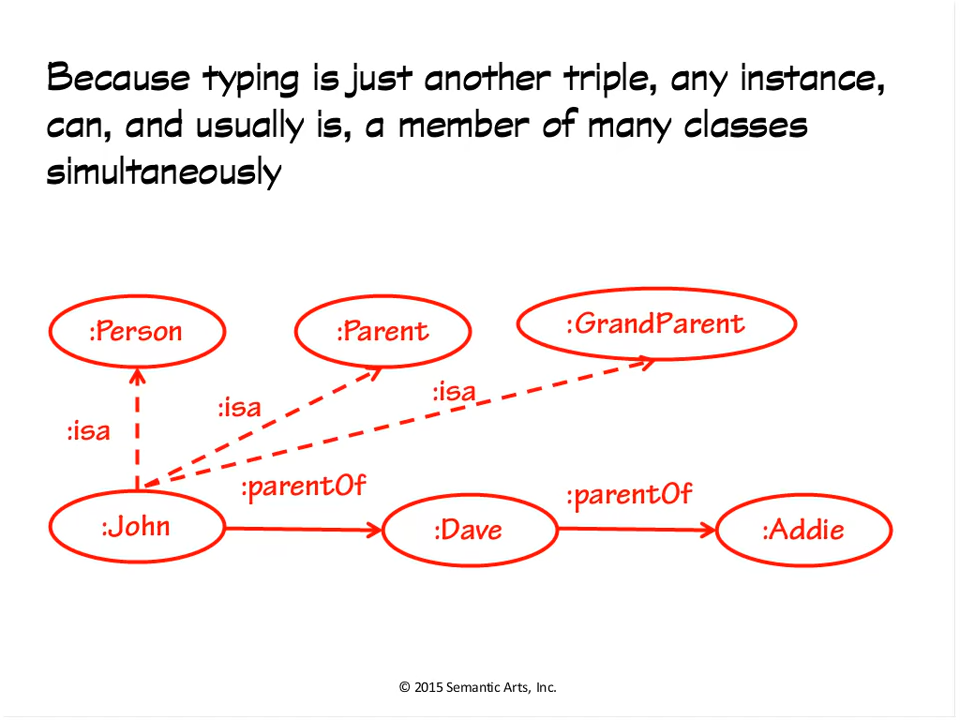 Because typing is just another triple, any instance,
can, and usually is, a member of many classes
simultaneously
:Person
:Parent
:GrandParent
:isa
:isa
:isa
:parentOf
:parentOf
:John
:Dave
:Addie
© 2015 Semantic Arts, Inc.